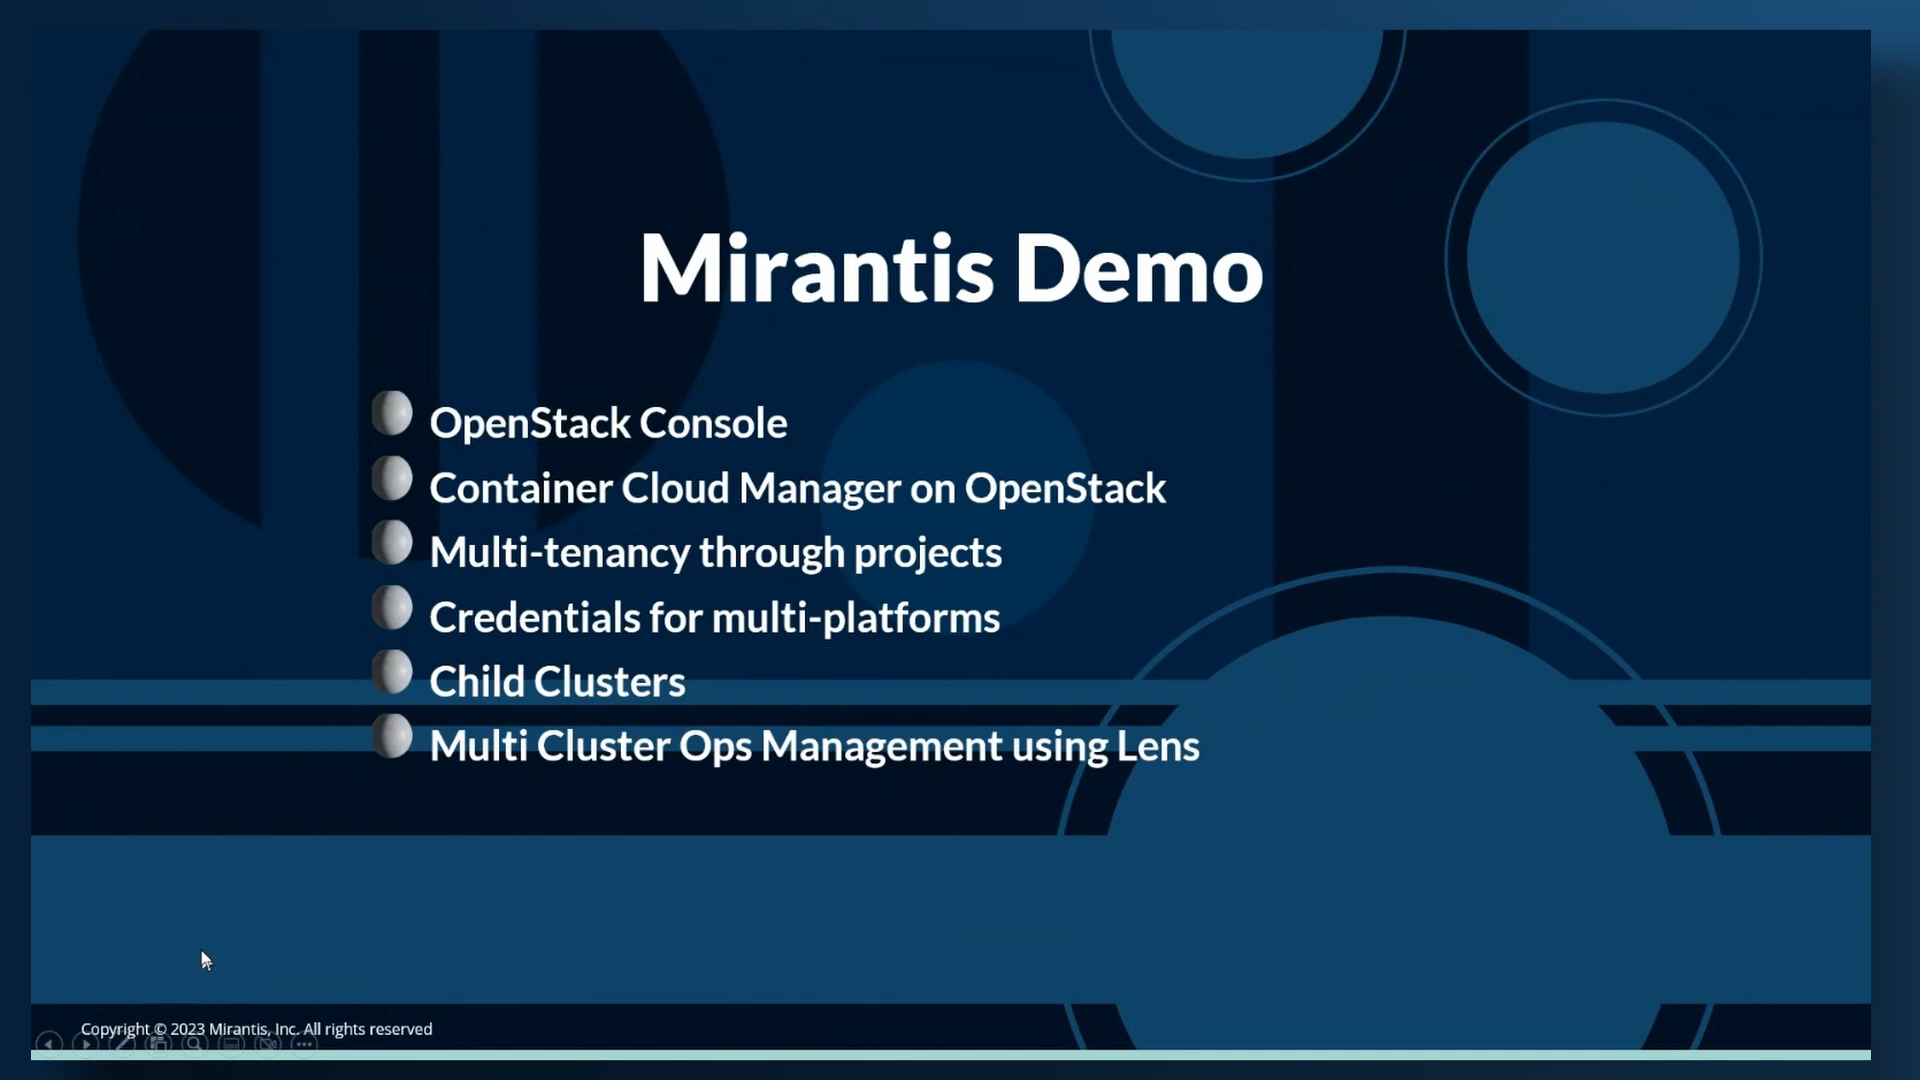 Mirantis Demo
OpenStack Console
Container Cloud Manager on OpenStack
Multi-tenancy through projects
Credentials for multi-platforms
Child Clusters
Multi Cluster Ops Management using Lens
Copyright © 2023 Mirantis, Inc. All rights reserved